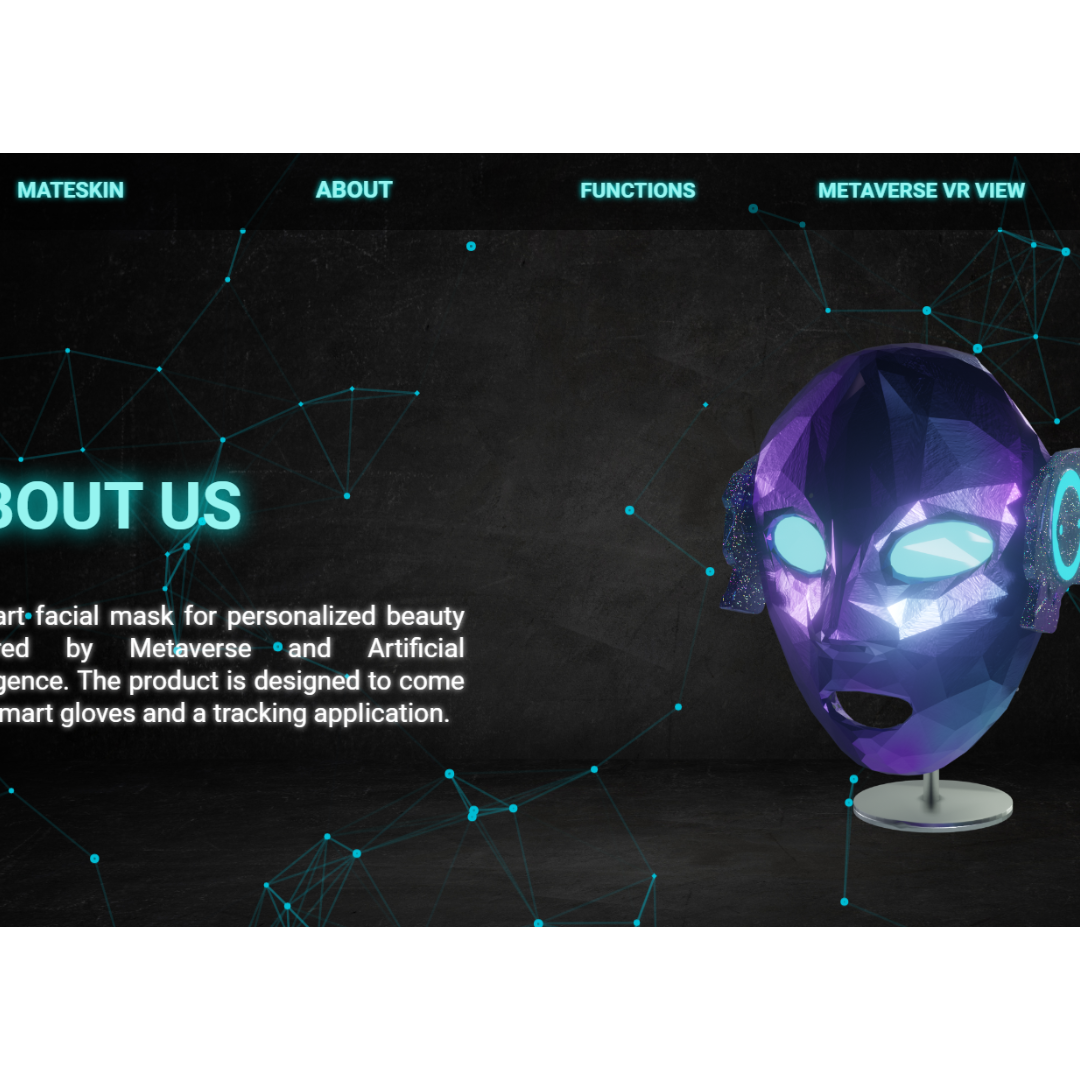 MATESKIN ABOUT FUNCTIONS METAVERSE VR VIEW
BOUT US
art facial mask for personalized beauty
red by Metaverse and Artificial
gence. The product is designed to come
mart gloves and a tracking application.